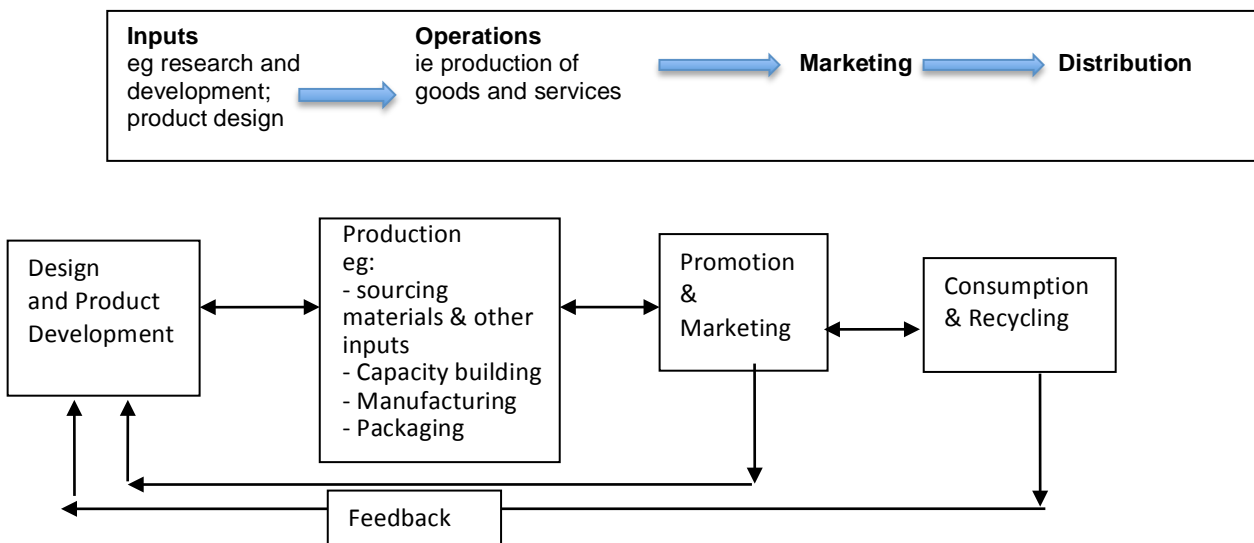 Inputs
eg research and
development;
product design
Operations
ie production of
goods and services
Marketing
Distribution
Design
and Product
Development
Production
eg:
- sourcing
materials & other
inputs
- Capacity building
- Manufacturing
- Packaging
Promotion
&
Marketing
Consumption
& Recycling
Feedback